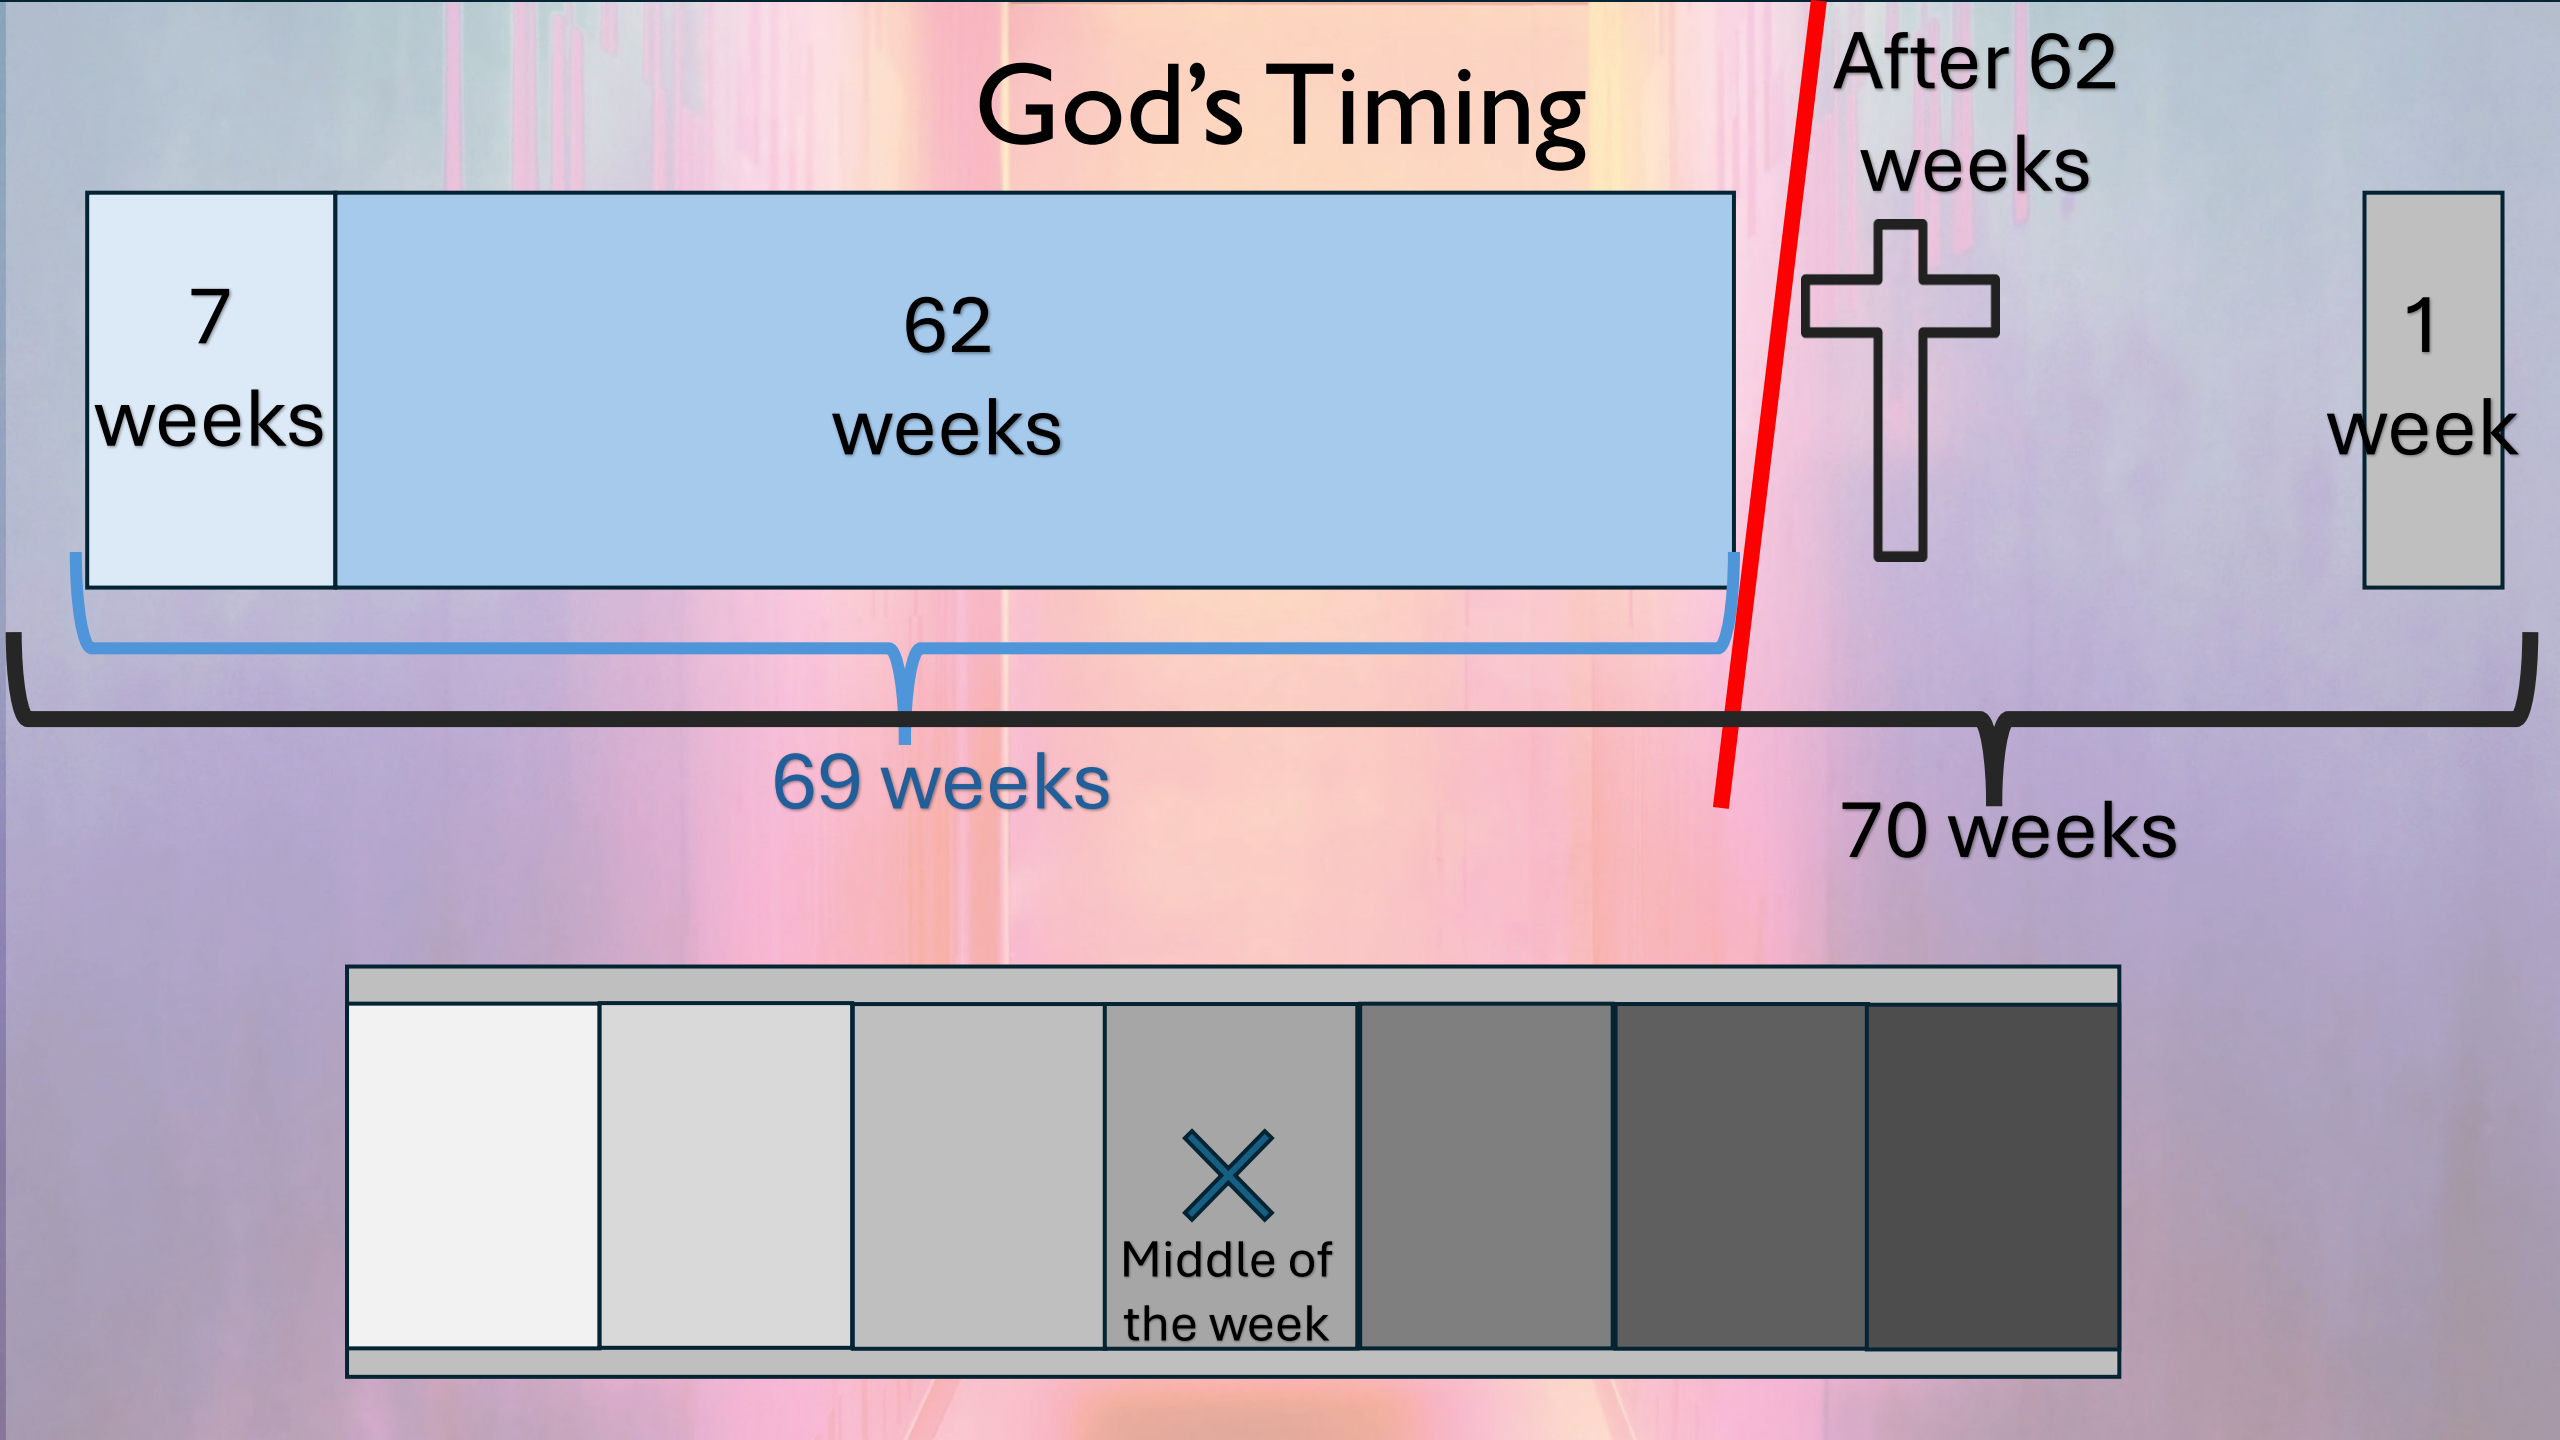 God's Timing
After 62
weeks
7
weeks
62
weeks
1
week
69 weeks
70 weeks
Middle of
the week